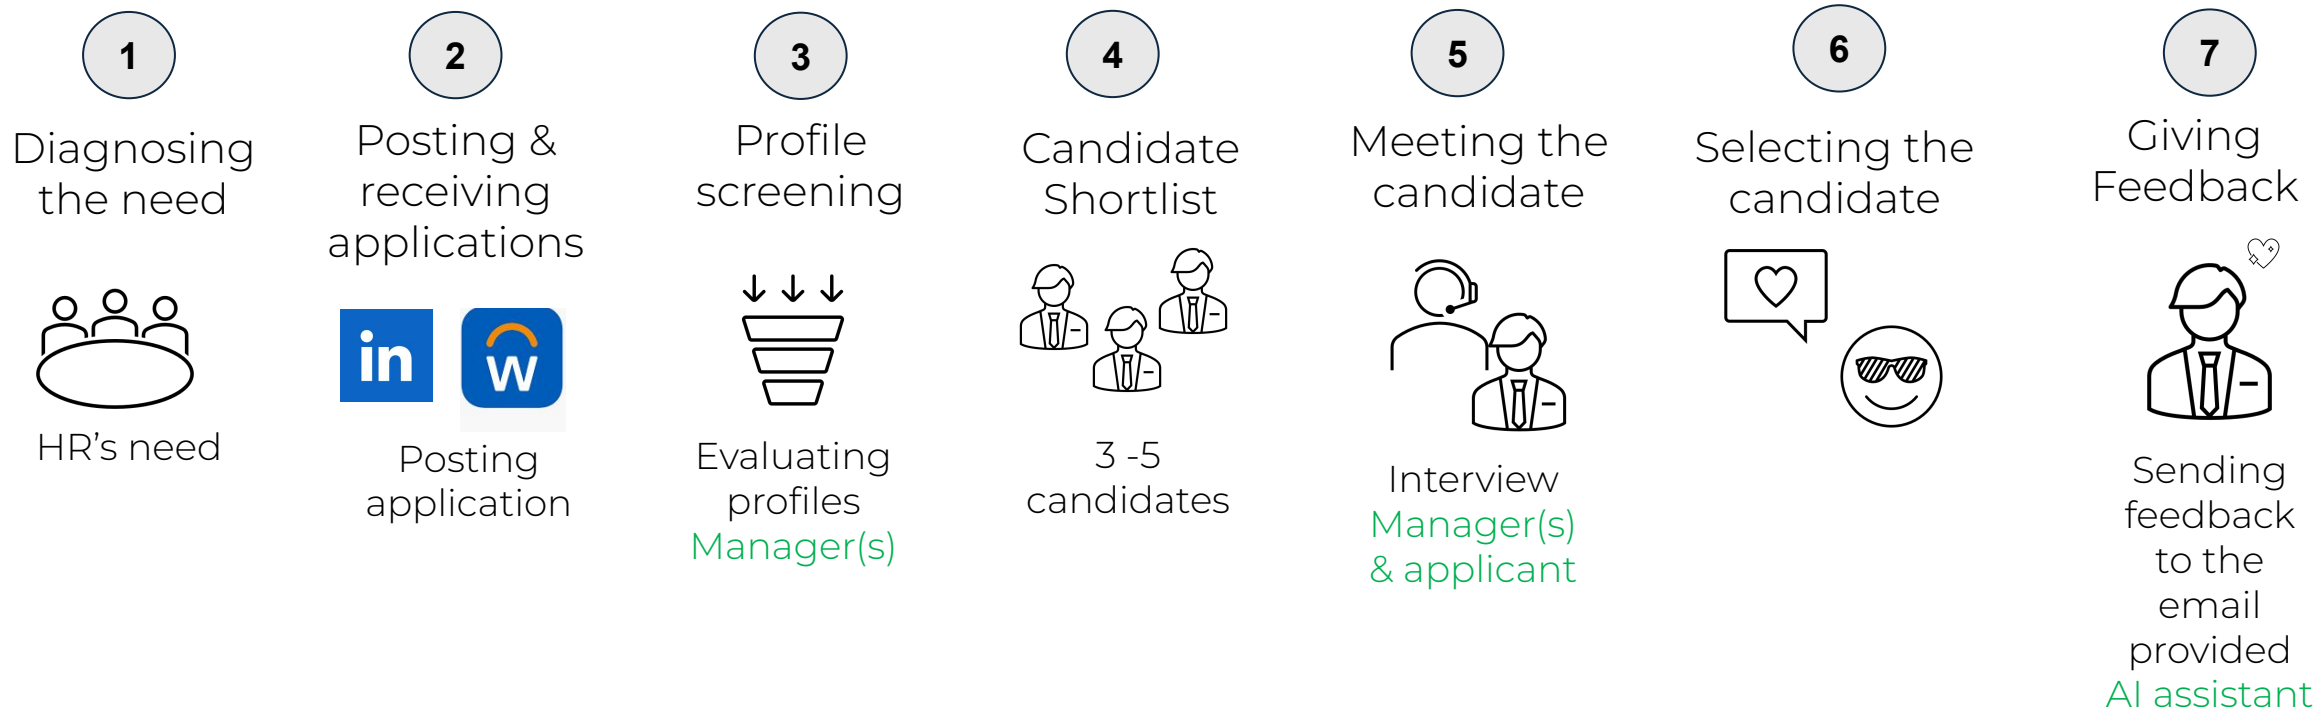 1
Diagnosing
the need
HR's need
2
Posting &
receiving
applications
in
w
Posting
application
3
Profile
screening
Evaluating
profiles
Manager(s)
4
Candidate
Shortlist
3 -5
candidates
5
Meeting the
candidate
Interview
Manager(s)
& applicant
6
Selecting the
candidate
7
Giving
Feedback
Sending
feedback
to the
email
provided
AI assistant